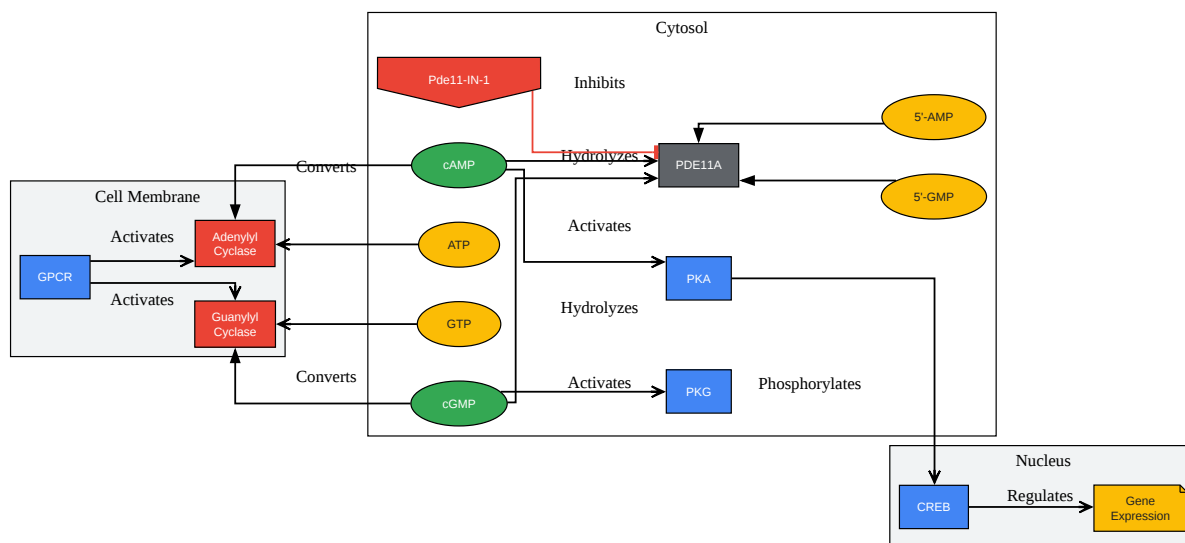 Cytosol
Pde11-IN-1
Inhibits
5'-AMP
Hydrolyzes
PDE11A
Converts
cAMP
5'-GMP
Cell Membrane
Activates
Adenylyl
Cyclase
Activates
ATP
GPCR
PKA
Activates
Guanylyl
Cyclase
GTP
Hydrolyzes
Converts
cGMP
Activates
PKG
Phosphorylates
Nucleus
CREB
Regulates
Gene
Expression